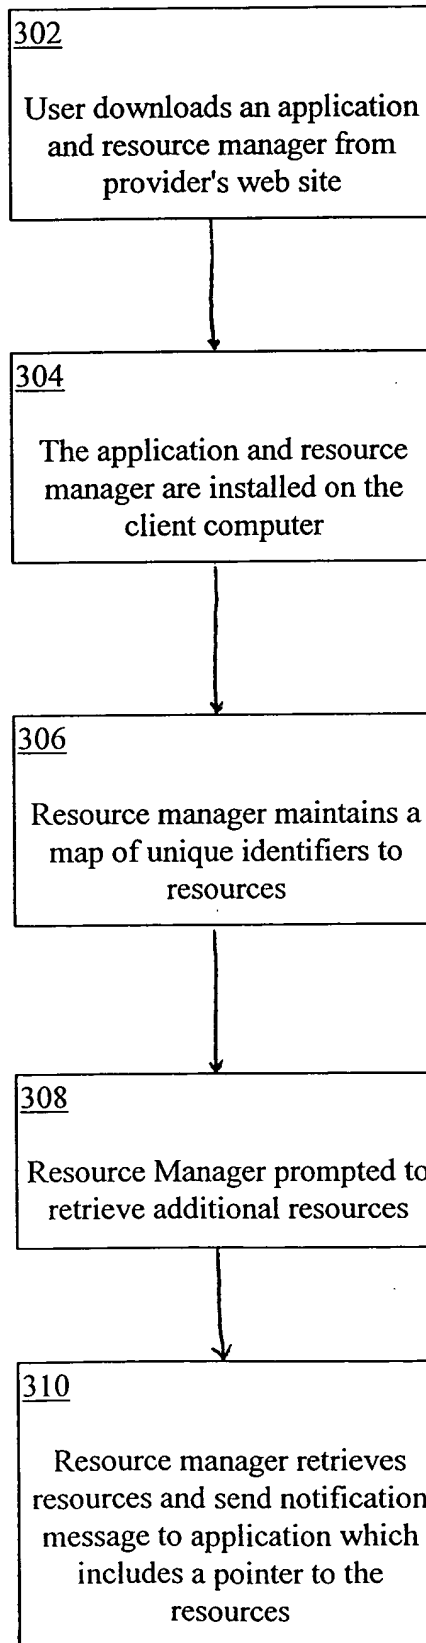 302
User downloads an application
and resource manager from
provider's web site
304
The application and resource
manager are installed on the
client computer
306
Resource manager maintains a
map of unique identifiers to
resources
308
Resource Manager prompted to
retrieve additional resources
310
Resource manager retrieves
resources and send notification
message to application which
includes a pointer to the
resources